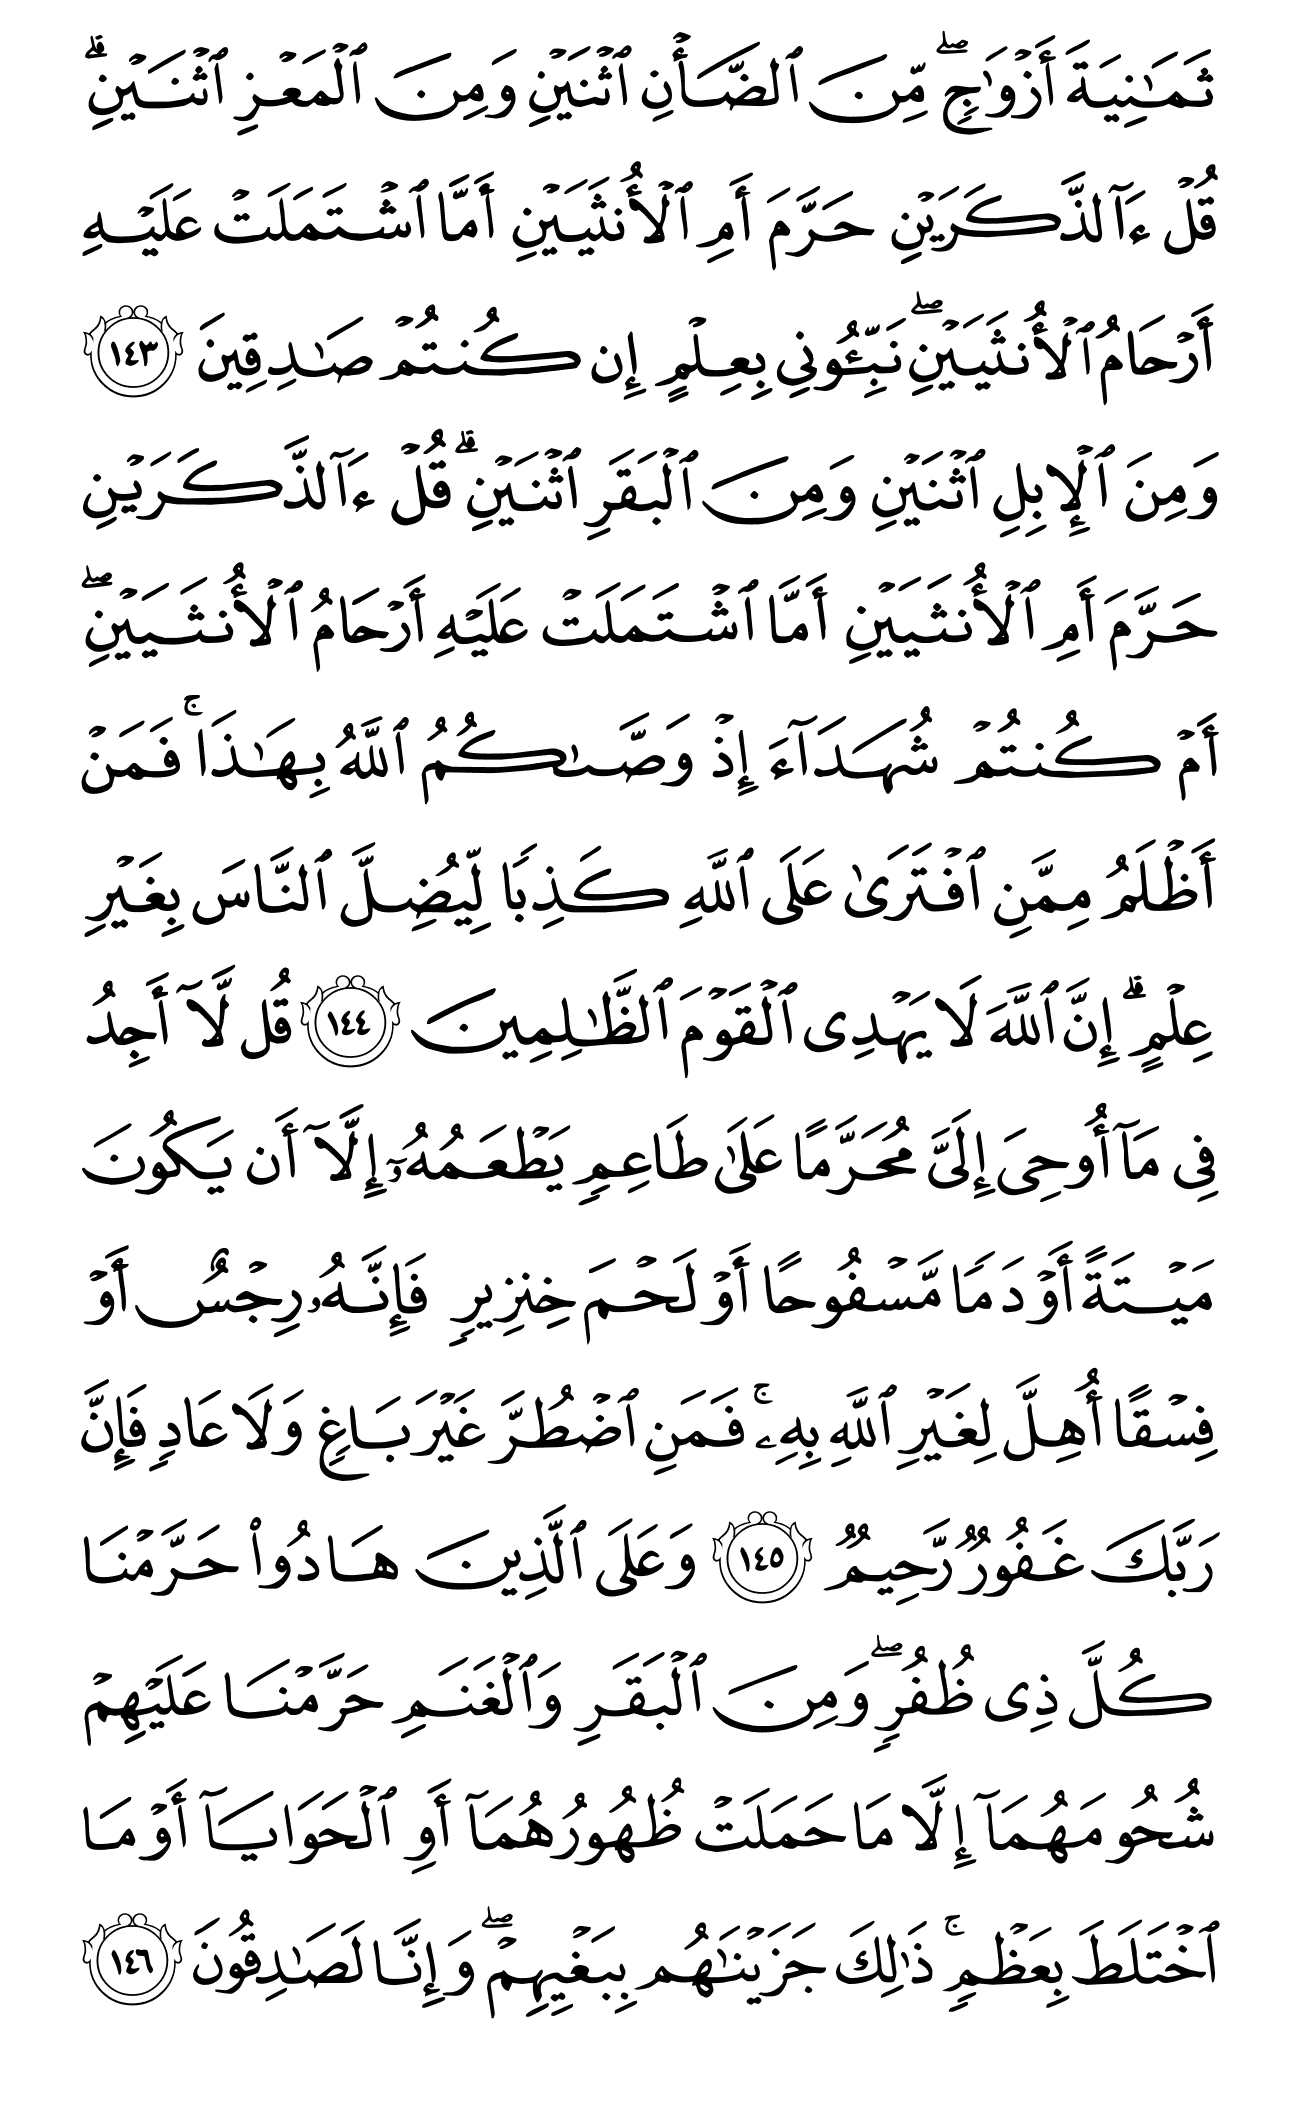 ثَمَٰنِيَةَ أَزۡوَٰجٖۖ مِّنَ ٱلضَّأۡنِ ٱثۡنَيۡنِ وَمِنَ ٱلۡمَعۡزِ ٱثۡنَيۡنِۗ
قُلۡ ءَآلذَّكَرَيۡنِ حَرَّمَ أَمِ ٱلۡأُنثَيَيۡنِ أَمَّا ٱشۡتَمَلَتۡ عَلَيۡهِ
أَرۡحَامُ ٱلۡأُنثَيَيۡنِۖ نَبِّـُٔونِي بِعِلۡمٍ إِن كُنتُمۡ صَٰدِقِينَ ١٤٣
وَمِنَ ٱلۡإِبِلِ ٱثۡنَيۡنِ وَمِنَ ٱلۡبَقَرِ ٱثۡنَيۡنِۗ قُلۡ ءَآلذَّكَرَيۡنِ
حَرَّمَ أَمِ ٱلۡأُنثَيَيۡنِ أَمَّا ٱشۡتَمَلَتۡ عَلَيۡهِ أَرۡحَامُ ٱلۡأُنثَيَيۡنِۖ
أَمۡ كُنتُمۡ شُهَدَآءَ إِذۡ وَصَّىٰكُمُ ٱللَّهُ بِهَٰذَاۚ فَمَنۡ
أَظۡلَمُ مِمَّنِ ٱفۡتَرَىٰ عَلَى ٱللَّهِ كَذِبٗا لِّيُضِلَّ ٱلنَّاسَ بِغَيۡرِ
عِلۡمٍۚ إِنَّ ٱللَّهَ لَا يَهۡدِي ٱلۡقَوۡمَ ٱلظَّٰلِمِينَ ١٤٤ قُل لَّآ أَجِدُ
فِي مَآ أُوحِيَ إِلَيَّ مُحَرَّمًا عَلَىٰ طَاعِمٖ يَطۡعَمُهُۥٓ إِلَّآ أَن يَكُونَ
مَيۡتَةً أَوۡ دَمٗا مَّسۡفُوحًا أَوۡ لَحۡمَ خِنزِيرٖ فَإِنَّهُۥ رِجۡسٌ أَوۡ
فِسۡقًا أُهِلَّ لِغَيۡرِ ٱللَّهِ بِهِۦۚ فَمَنِ ٱضۡطُرَّ غَيۡرَ بَاغٖ وَلَا عَادٖ فَإِنَّ
رَبَّكَ غَفُورٞ رَّحِيمٞ ١٤٥ وَعَلَى ٱلَّذِينَ هَادُواْ حَرَّمۡنَا
كُلَّ ذِي ظُفُرٖۖ وَمِنَ ٱلۡبَقَرِ وَٱلۡغَنَمِ حَرَّمۡنَا عَلَيۡهِمۡ
شُحُومَهُمَآ إِلَّا مَا حَمَلَتۡ ظُهُورُهُمَآ أَوِ ٱلۡحَوَايَآ أَوۡ مَا
ٱخۡتَلَطَ بِعَظۡمٖۚ ذَٰلِكَ جَزَيۡنَٰهُم بِبَغۡيِهِمۡۖ وَإِنَّا لَصَٰدِقُونَ ١٤٦